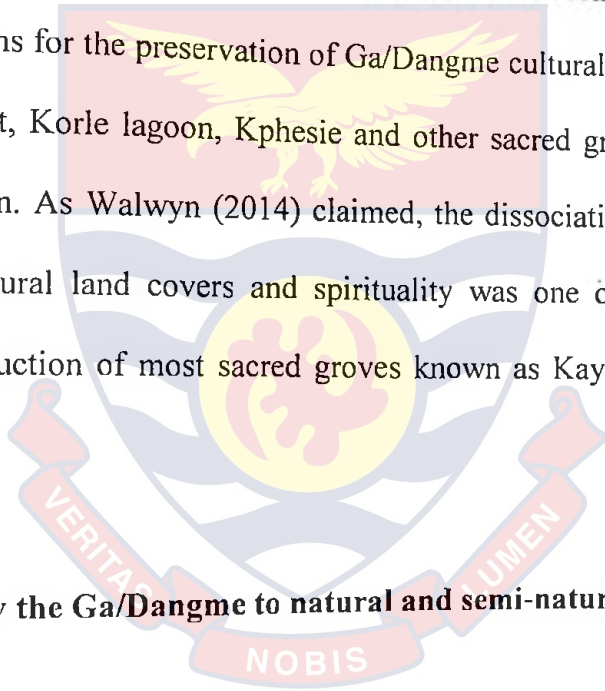 ns for the preservation of Ga/Dangme cultural
t, Korle lagoon, Kphesie and other sacred gr
n. As Walwyn (2014) claimed, the dissociati
ural land covers and spirituality was one o
uction of most sacred groves known as Kay
VERITAS
LUMEN
y the Ga/Dangme to natural and semi-natur
NOBIS